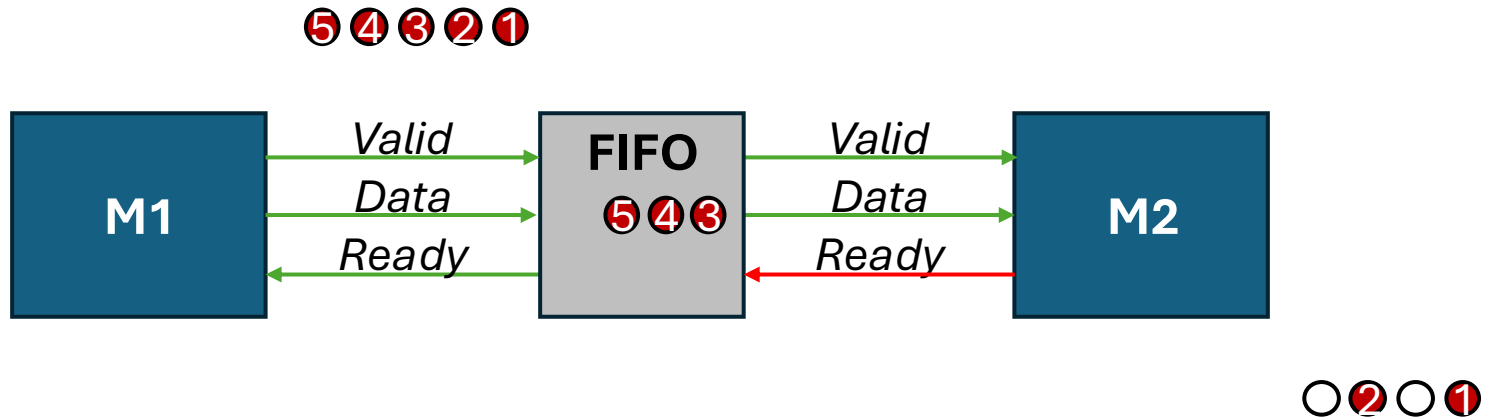 5 4 3 2 1
Valid
Data
Ready
M1
FIFO
5 4 3
Valid
Data
Ready
M2
2 1